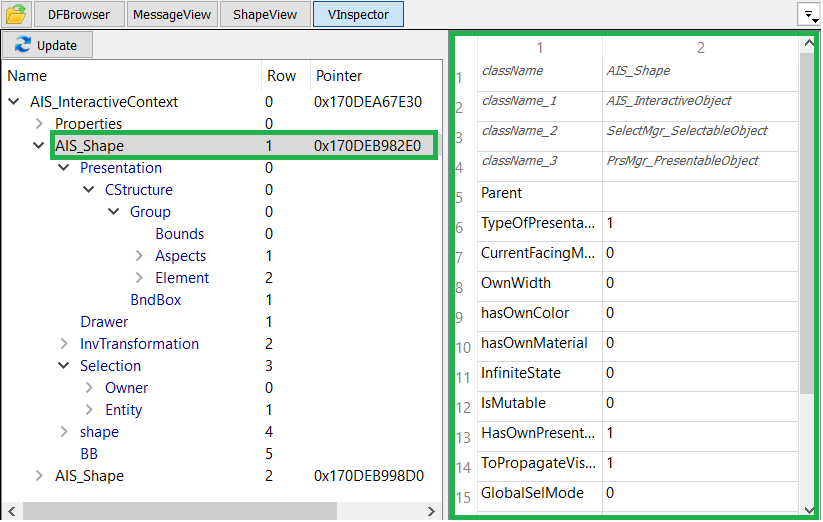 DFBrowser MessageView ShapeView VInspector
Update
Name Row Pointer
AIS_InteractiveContext 0 0x170DEA67E30
Properties 0
AIS_Shape 1 0x170DEB982E0
Presentation 0
CStructure 0
Group 0
Bounds 0
Aspects 1
Element 2
BndBox 1
Drawer 1
InvTransformation 2
Selection 3
Owner 0
Entity 1
shape 4
BB 5
AIS_Shape 2 0x170DEB998D0
1 2
1 className AIS_Shape
2 className_1 AIS_InteractiveObject
3 className_2 SelectMgr_SelectableObject
4 className_3 PrsMgr_PresentableObject
5 Parent
6 TypeOfPresenta... 1
7 CurrentFacingM... 0
8 OwnWidth 0
9 hasOwnColor 0
10 hasOwnMaterial 0
11 InfiniteState 0
12 IsMutable 0
13 HasOwnPresent... 1
14 ToPropagateVis... 1
15 GlobalSelMode 0